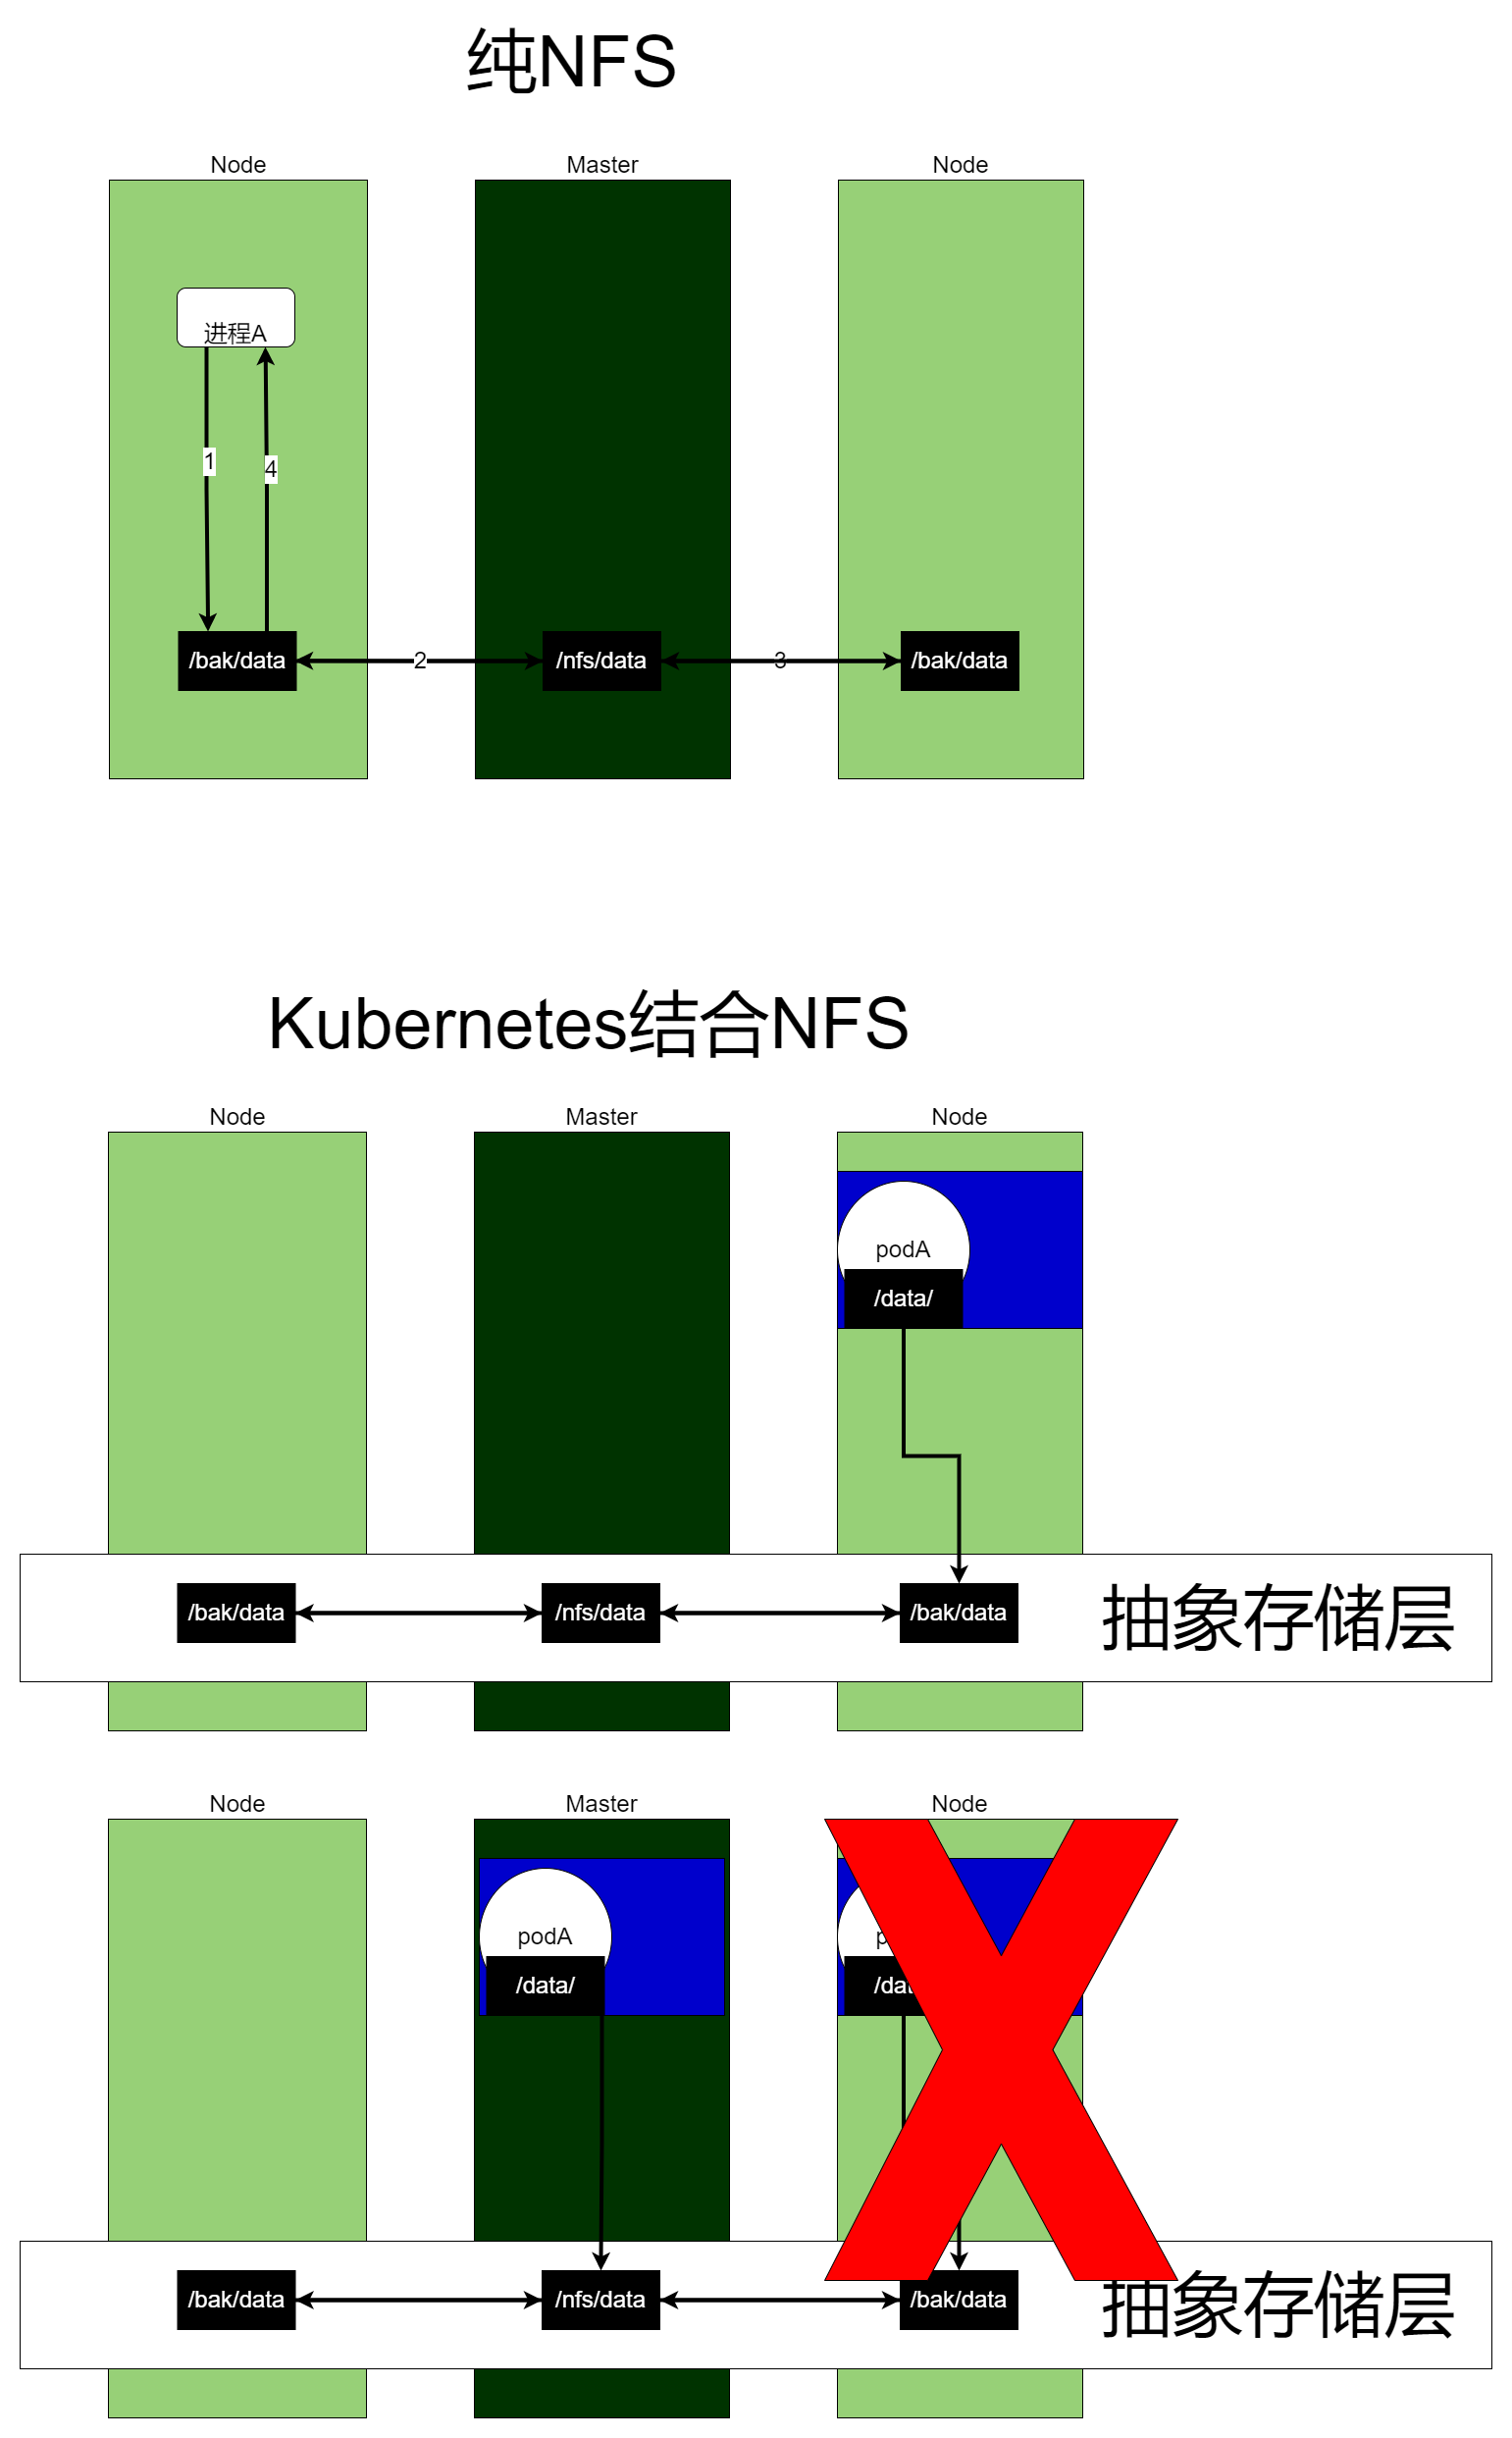 纯NFS
Node
Master
Node
进程A
1
4
/bak/data
2
/nfs/data
3
/bak/data
Kubernetes结合NFS
Node
Master
Node
podA
/data/
/bak/data
/nfs/data
/bak/data
抽象存储层
Node
Master
Node
podA
/data/
/bak/data
/nfs/data
/bak/data
抽象存储层